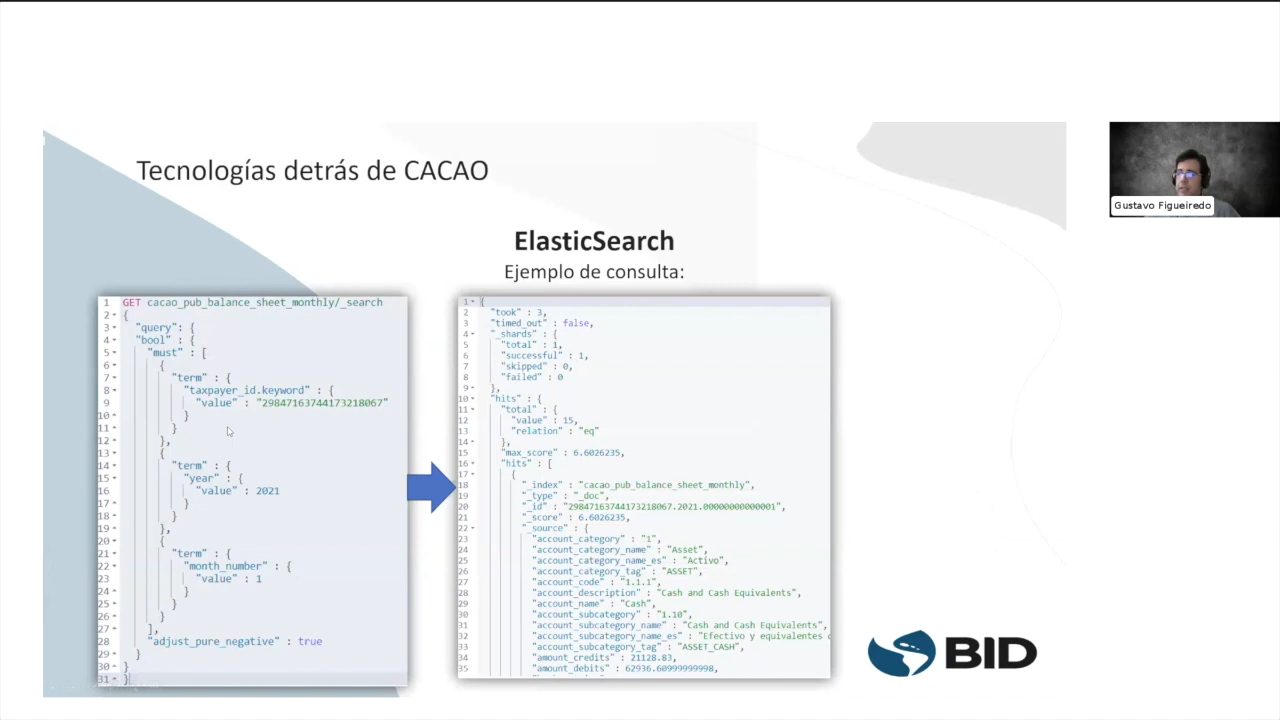 Tecnologías detrás de CACAO
Gustavo Figueiredo
ElasticSearch
Ejemplo de consulta:
1 GET cacao_pub_balance_sheet_monthly/_search
2 {
3 "query": {
4 "bool" : {
5 "must" : [
6 {
7 "term" : {
8 "taxpayer_id.keyword" : {
9 "value" : "29847163744173218067"
10 }
11 }
12 },
13 {
14 "term" : {
15 "year" : {
16 "value" : 2021
17 }
18 }
19 },
20 {
21 "term" : {
22 "month_number" : {
23 "value" : 1
24 }
25 }
26 }
27 ],
28 "adjust_pure_negative" : true
29 }
30 }
31 }
1 {
2 "took" : 3,
3 "timed_out" : false,
4 "_shards" : {
5 "total" : 1,
6 "successful" : 1,
7 "skipped" : 0,
8 "failed" : 0
9 },
10 "hits" : {
11 "total" : {
12 "value" : 15,
13 "relation" : "eq"
14 },
15 "max_score" : 6.6026235,
16 "hits" : [
17 {
18 "_index" : "cacao_pub_balance_sheet_monthly",
19 "_type" : "_doc",
20 "_id" : "29847163744173218067.2021.00000000000001",
21 "_score" : 6.6026235,
22 "_source" : {
23 "account_category" : "1",
24 "account_category_name" : "Asset",
25 "account_category_name_es" : "Activo",
26 "account_category_tag" : "ASSET",
27 "account_code" : "1.1.1",
28 "account_description" : "Cash and Cash Equivalents",
29 "account_name" : "Cash",
30 "account_subcategory" : "1.10",
31 "account_subcategory_name" : "Cash and Cash Equivalents",
32 "account_subcategory_name_es" : "Efectivo y equivalentes
33 "account_subcategory_tag" : "ASSET_CASH",
34 "amount_credits" : 21128.83,
35 "amount_debits" : 62936.60999999998,
BID